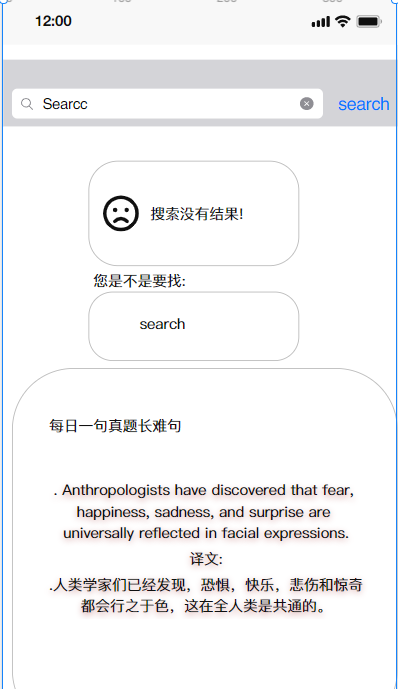 12:00
Searcc
search
搜索没有结果!
您是不是要找:
search
每日一句真题长难句
. Anthropologists have discovered that fear,
happiness, sadness, and surprise are
universally reflected in facial expressions.
译文:
.人类学家们已经发现，恐惧，快乐，悲伤和惊奇
都会行之于色，这在全人类是共通的。